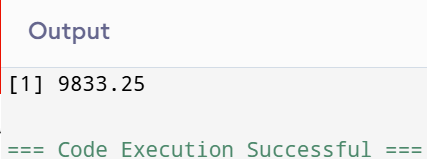 Output
[1] 9833.25
=== Code Execution Successful ===